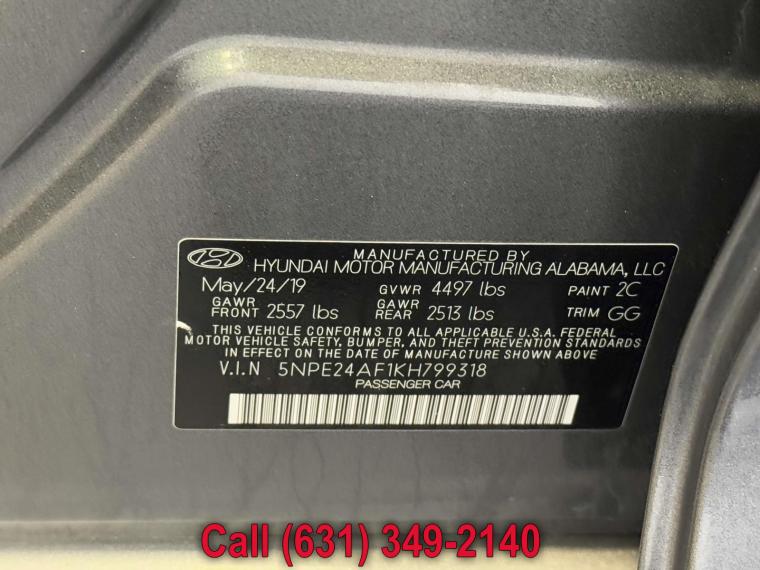 MANUFACTURED BY
HYUNDAI MOTOR MANUFACTURING ALABAMA, LLC
May/24/19 GVWR 4497 lbs PAINT 2C
GAWR FRONT 2557 lbs GAWR REAR 2513 lbs TRIM GG
THIS VEHICLE CONFORMS TO ALL APPLICABLE U.S.A. FEDERAL
MOTOR VEHICLE SAFETY, BUMPER, AND THEFT PREVENTION STANDARDS
IN EFFECT ON THE DATE OF MANUFACTURE SHOWN ABOVE.
V.I.N 5NPE24AF1KH799318
PASSENGER CAR
Call (631) 349-2140